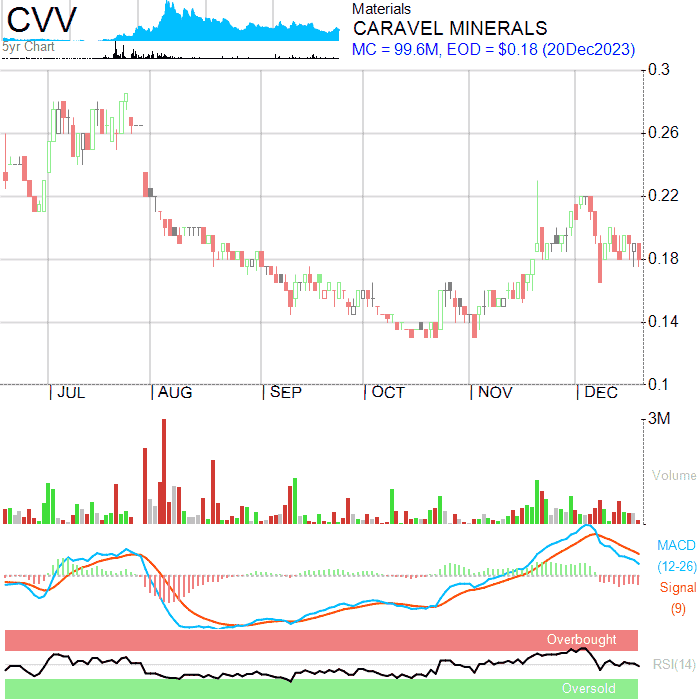 CVV
5yr Chart
Materials
CARAVEL MINERALS
MC = 99.6M, EOD = $0.18 (20Dec2023)
0.3
0.26
0.22
0.18
0.14
0.1
JUL AUG SEP OCT NOV DEC
3M
Volume
MACD
(12-26)
Signal
(9)
Overbought
RSI(14)
Oversold